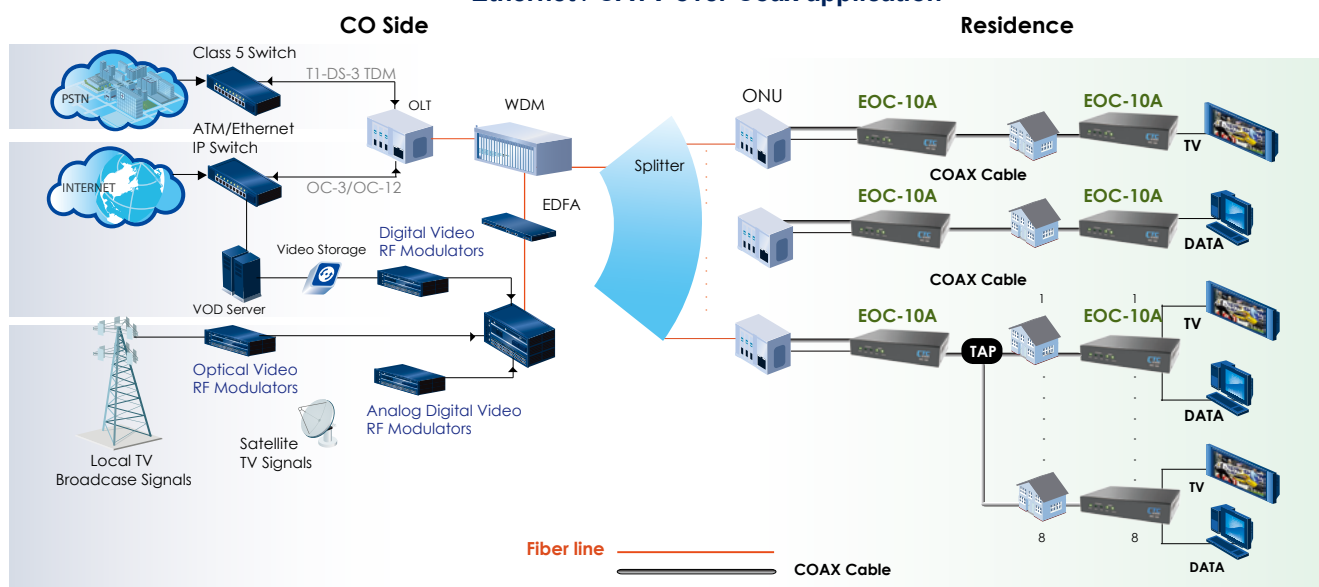 CO Side
Residence
Class 5 Switch
PSTN
T1-DS-3 TDM
OLT
WDM
ATM/Ethernet
IP Switch
INTERNET
OC-3/OC-12
EDFA
Splitter
Digital Video
RF Modulators
Video Storage
VOD Server
Optical Video
RF Modulators
Analog Digital Video
RF Modulators
Satellite
TV Signals
Local TV
Broadcase Signals
ONU
EOC-10A
EOC-10A
TV
COAX Cable
EOC-10A
EOC-10A
DATA
COAX Cable
1
1
EOC-10A
EOC-10A
TV
TAP
DATA
TV
8
8
DATA
Fiber line
COAX Cable